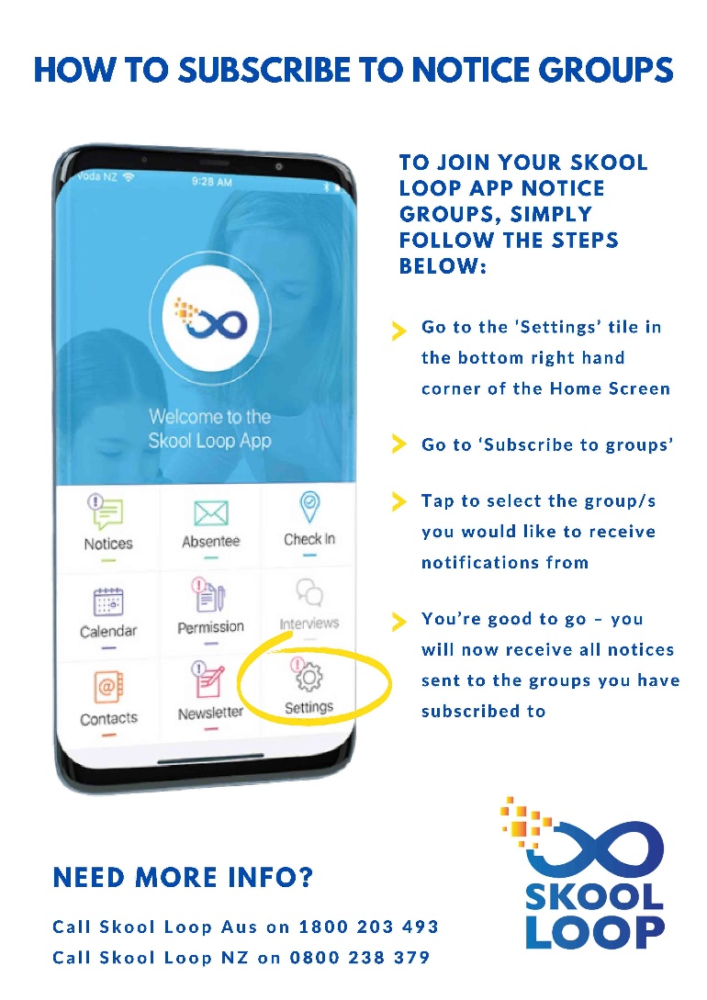 HOW TO SUBSCRIBE TO NOTICE GROUPS
Voda NZ
9:28 AM
Welcome to the
Skool Loop App
Notices
Absentee
Check In
Calendar
Permission
Interviews
Contacts
Newsletter
Settings
TO JOIN YOUR SKOOL
LOOP APP NOTICE
GROUPS, SIMPLY
FOLLOW THE STEPS
BELOW:
Go to the ‘Settings’ tile in
the bottom right hand
corner of the Home Screen
Go to ‘Subscribe to groups’
Tap to select the group/s
you would like to receive
notifications from
You’re good to go – you
will now receive all notices
sent to the groups you have
subscribed to
NEED MORE INFO?
Call Skool Loop Aus on 1800 203 493
Call Skool Loop NZ on 0800 238 379
SKOOL
LOOP